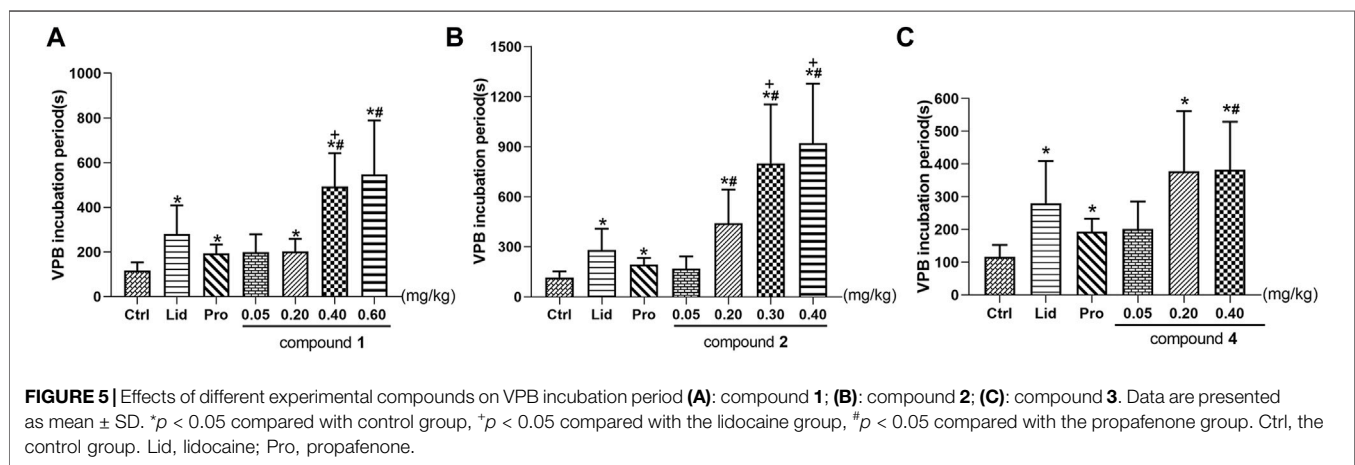 A
VPB incubation period(s)
1000
800
600
400
200
0
*
*
*
+
*#
*#
Ctrl Lid Pro 0.05 0.20 0.40 0.60 (mg/kg)
compound 1
B
VPB incubation period(s)
1500
1200
900
600
300
0
*
*
*#
+
*#
+
*#
Ctrl Lid Pro 0.05 0.20 0.30 0.40 (mg/kg)
compound 2
C
VPB incubation period(s)
600
500
400
300
200
100
0
*
*
*
*#
Ctrl Lid Pro 0.05 0.20 0.40 (mg/kg)
compound 4
FIGURE 5 | Effects of different experimental compounds on VPB incubation period (A): compound 1; (B): compound 2; (C): compound 3. Data are presented
as mean ± SD. *p < 0.05 compared with control group, +p < 0.05 compared with the lidocaine group, #p < 0.05 compared with the propafenone group. Ctrl, the
control group. Lid, lidocaine; Pro, propafenone.